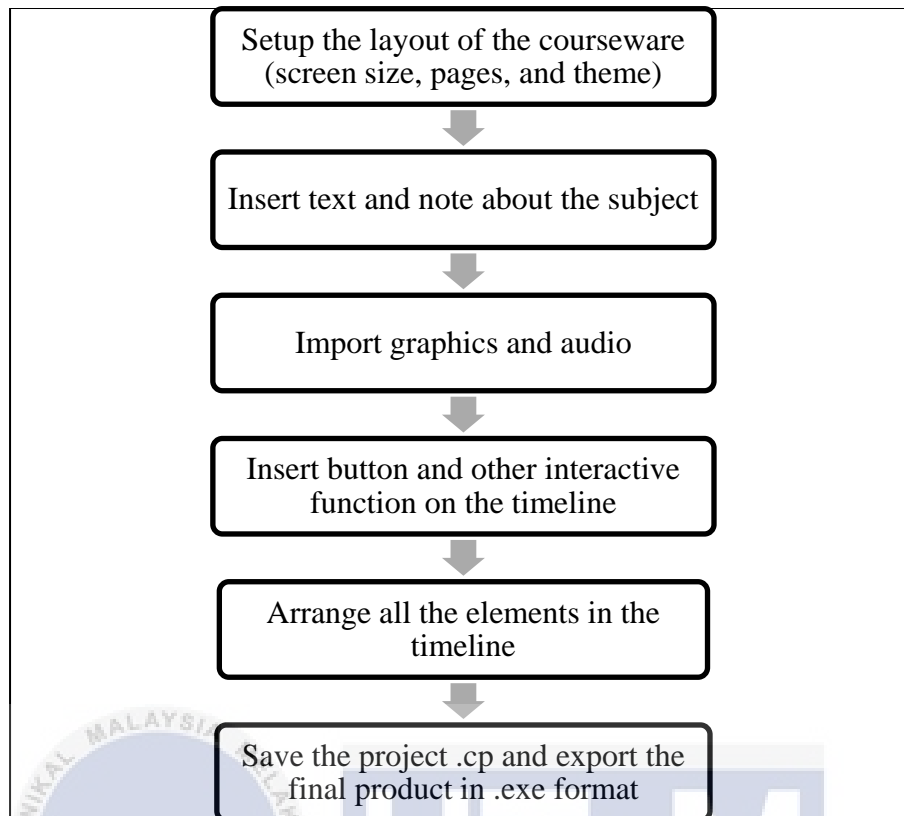 Setup the layout of the courseware
(screen size, pages, and theme)
Insert text and note about the subject
Import graphics and audio
Insert button and other interactive
function on the timeline
Arrange all the elements in the
timeline
Save the project .cp and export the
final product in .exe format
MALAYSIA